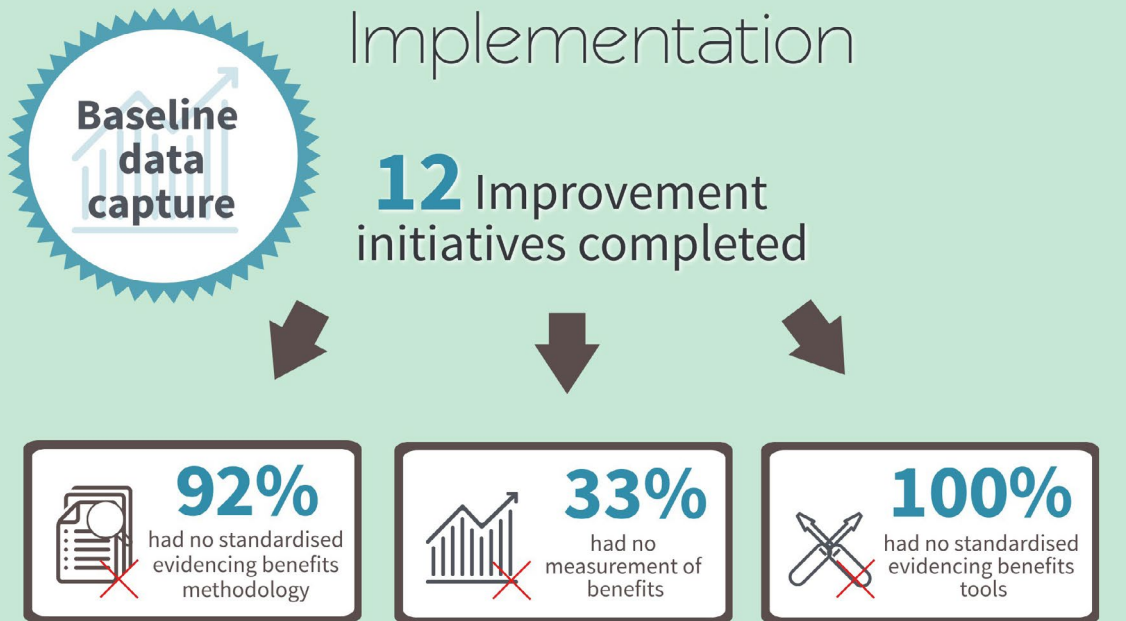 Implementation
Baseline
data
capture
12 Improvement
initiatives completed
92%
had no standardised
evidencing benefits
methodology
33%
had no
measurement of
benefits
100%
had no standardised
evidencing benefits
tools